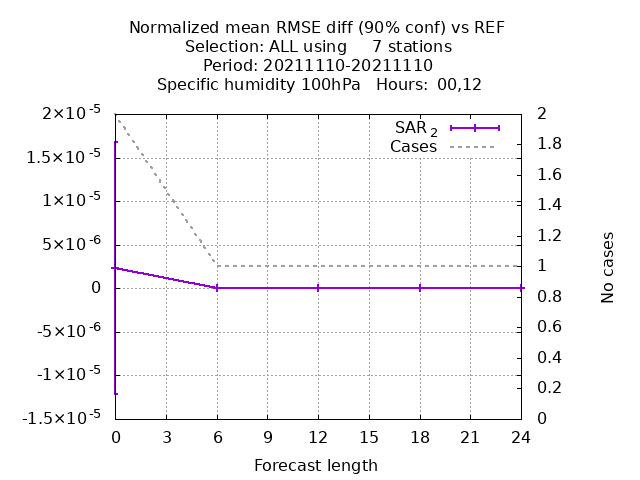 Normalized mean RMSE diff (90% conf) vs REF
Selection: ALL using     7 stations
Period: 20211110-20211110
Specific humidity 100hPa   Hours: 00,12
SAR 2
Cases
2×10^-5
1.5×10^-5
1×10^-5
5×10^-6
0
-5×10^-6
-1×10^-5
-1.5×10^-5
2
1.8
1.6
1.4
1.2
1
0.8
0.6
0.4
0.2
0
No cases
0 3 6 9 12 15 18 21 24
Forecast length